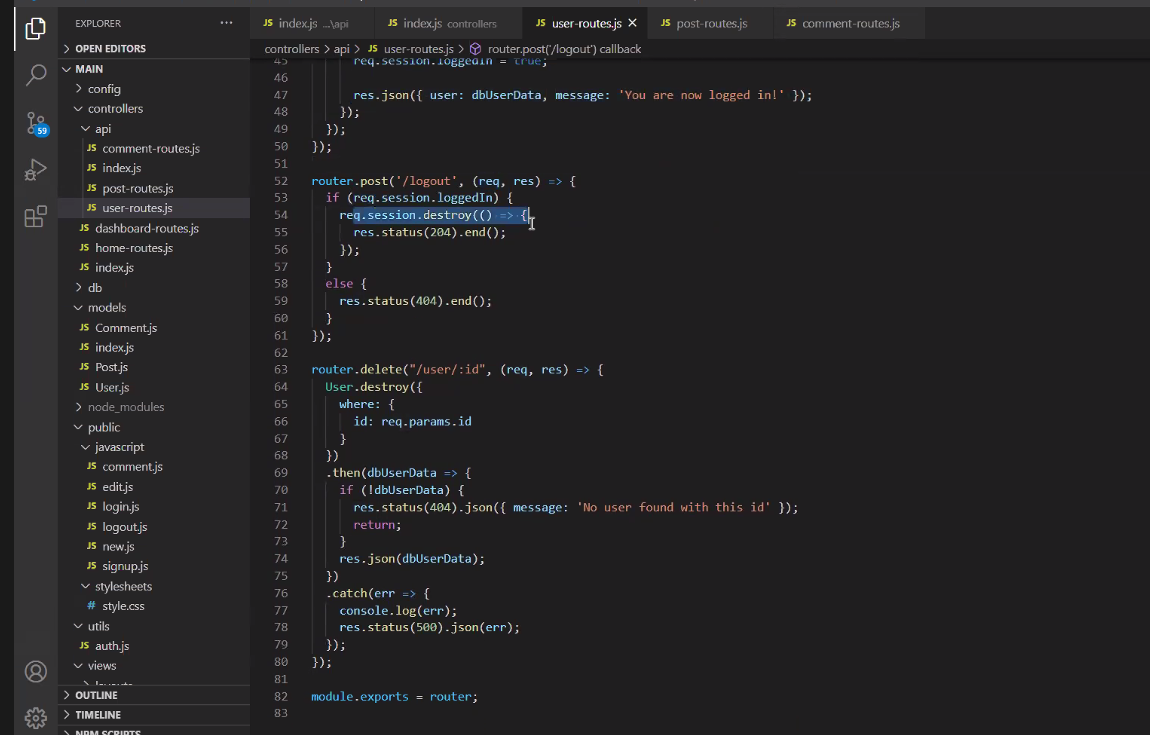 EXPLORER
···
OPEN EDITORS
MAIN
config
controllers
api
JS comment-routes.js
JS index.js
JS post-routes.js
JS user-routes.js
JS dashboard-routes.js
JS home-routes.js
JS index.js
db
models
JS Comment.js
JS index.js
JS Post.js
JS User.js
node_modules
public
javascript
JS comment.js
JS edit.js
JS login.js
JS logout.js
JS new.js
JS signup.js
stylesheets
# style.css
utils
JS auth.js
views
layouts
OUTLINE
TIMELINE
NPM SCRIPTS
59
JS index.js ...\api
JS index.js controllers
JS user-routes.js
JS post-routes.js
JS comment-routes.js
controllers > api > JS user-routes.js > router.post('/logout') callback
45 req.session.loggedIn = true;
46
47 res.json({ user: dbUserData, message: 'You are now logged in!' });
48 });
49 });
50 });
51
52 router.post('/logout', (req, res) => {
53 if (req.session.loggedIn) {
54 req.session.destroy(() => {
55 res.status(204).end();
56 });
57 }
58 else {
59 res.status(404).end();
60 }
61 });
62
63 router.delete("/user/:id", (req, res) => {
64 User.destroy({
65 where: {
66 id: req.params.id
67 }
68 })
69 .then(dbUserData => {
70 if (!dbUserData) {
71 res.status(404).json({ message: 'No user found with this id' });
72 return;
73 }
74 res.json(dbUserData);
75 })
76 .catch(err => {
77 console.log(err);
78 res.status(500).json(err);
79 });
80 });
81
82 module.exports = router;
83